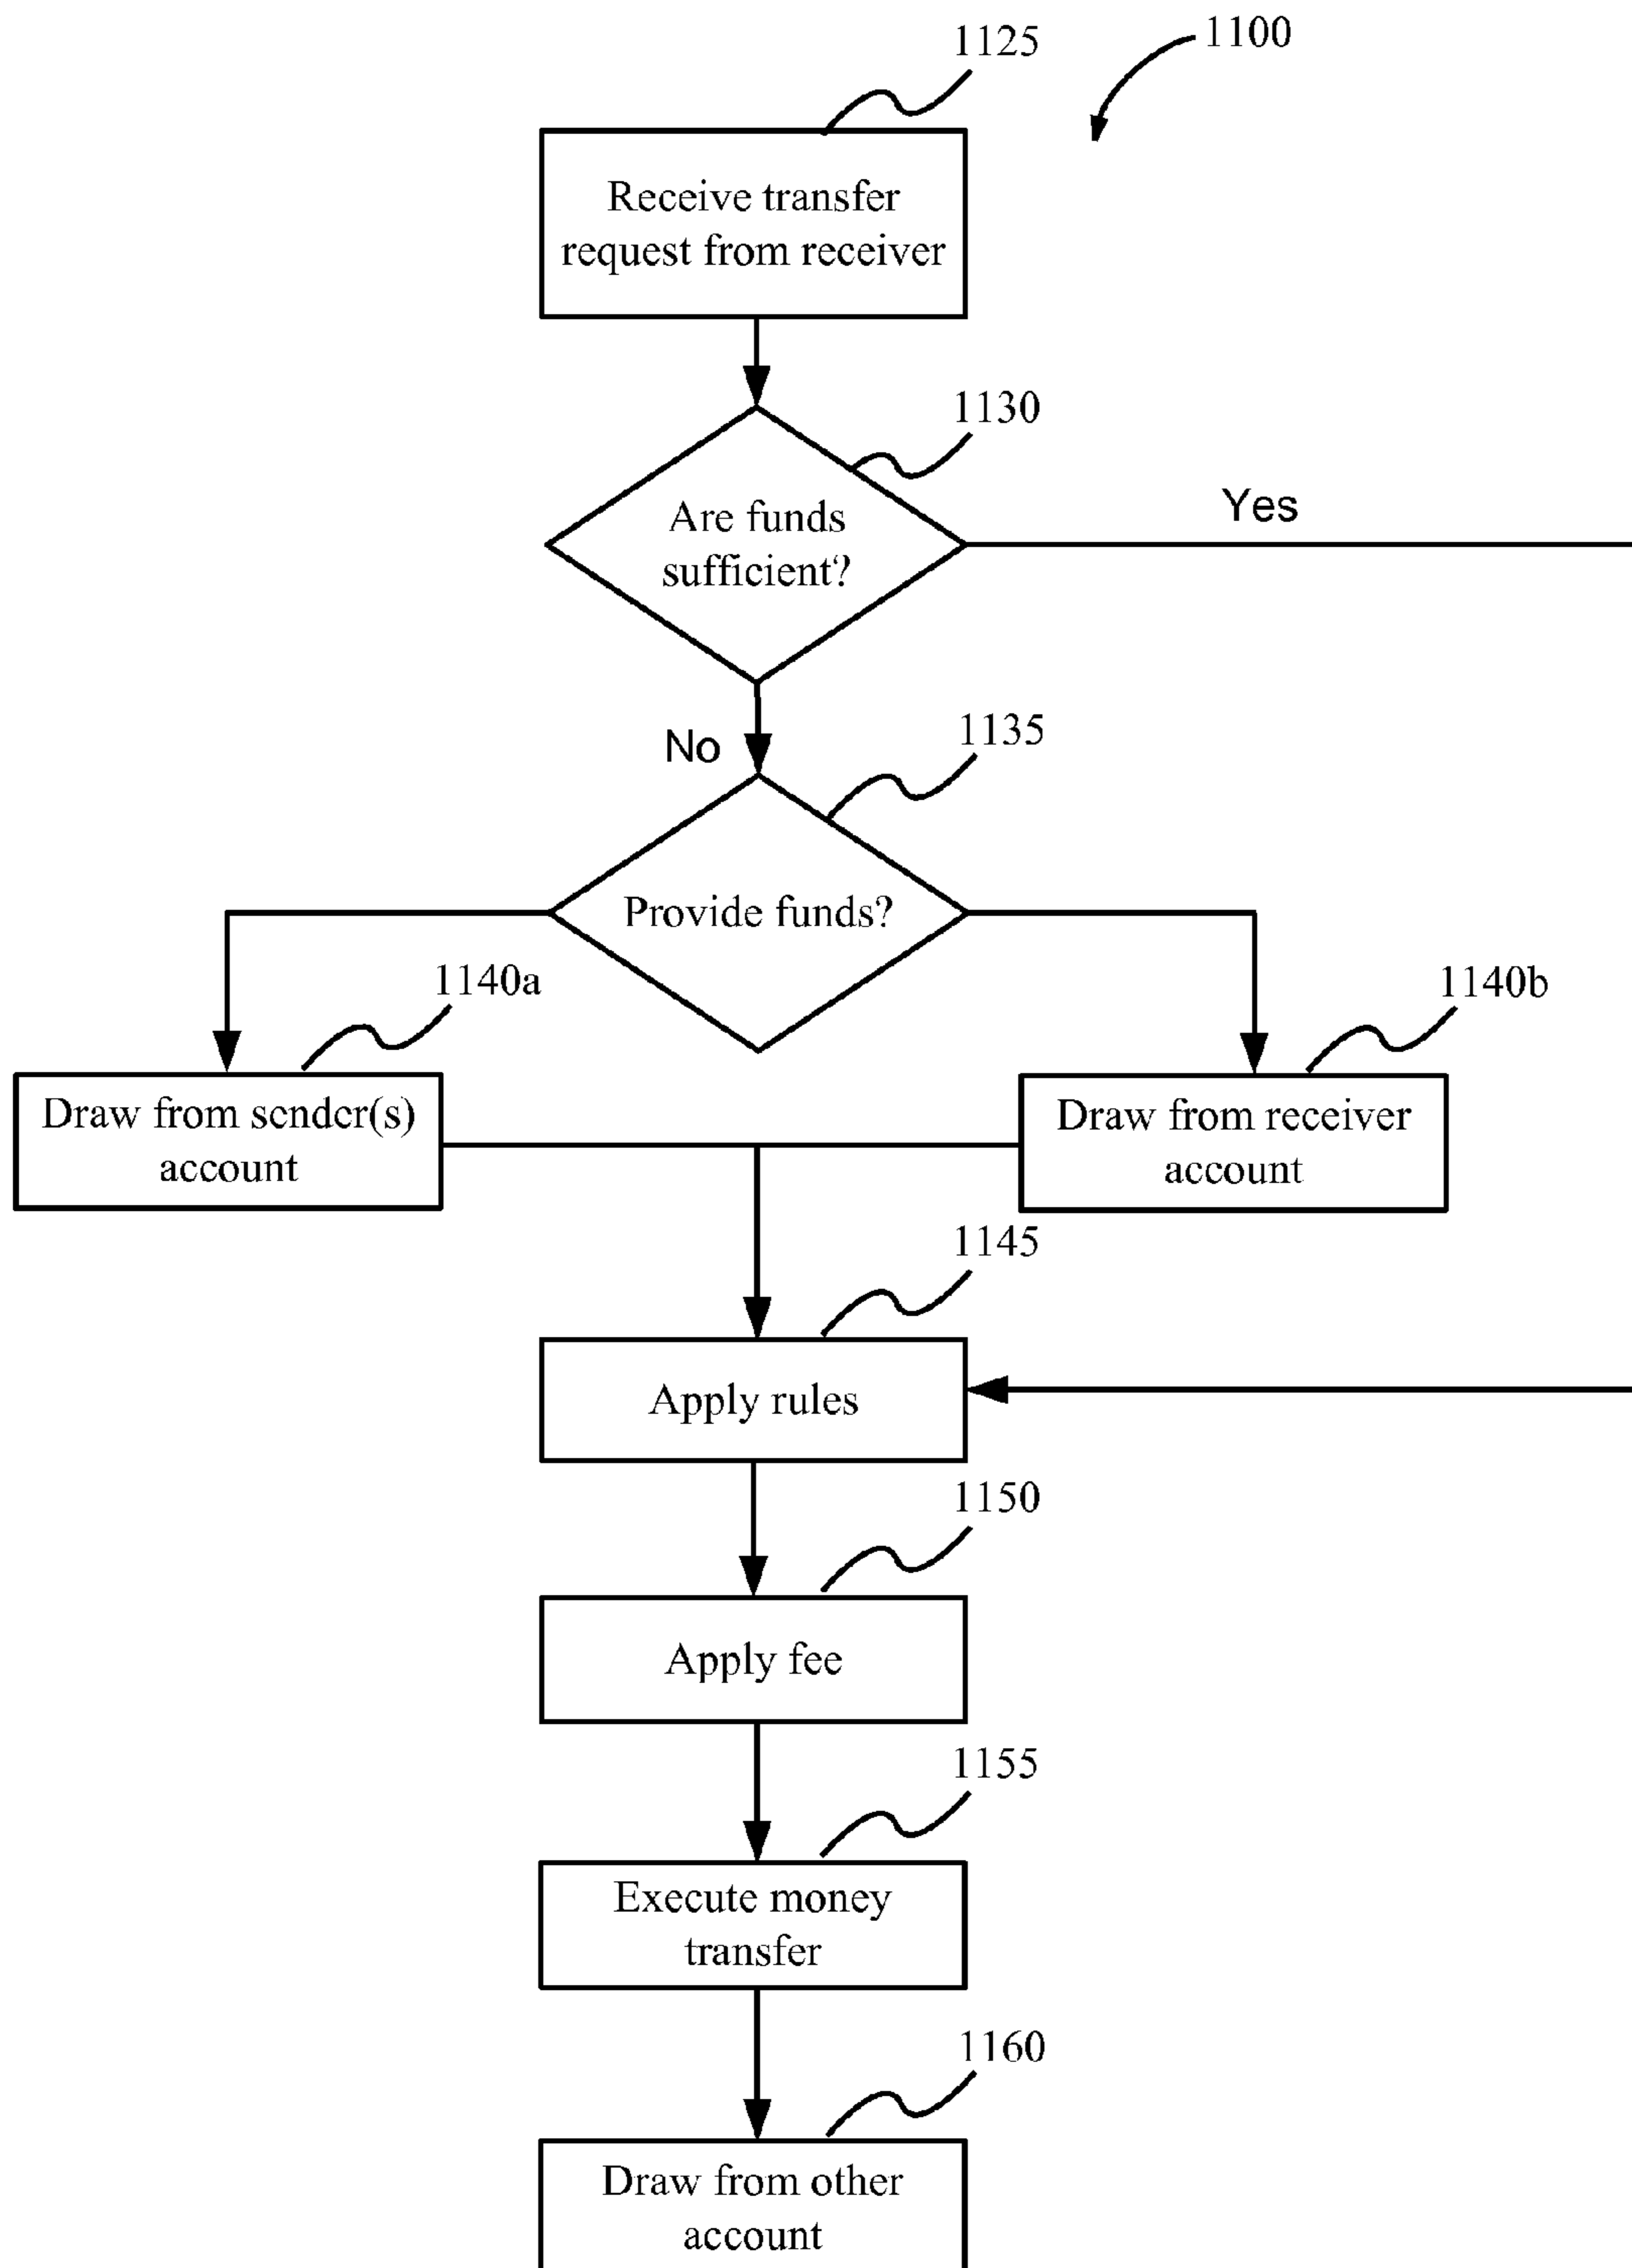 1125
1100
Receive transfer
request from receiver
1130
Are funds
sufficient?
Yes
No
1135
Provide funds?
1140a
1140b
Draw from sender(s)
account
Draw from receiver
account
1145
Apply rules
1150
Apply fee
1155
Execute money
transfer
1160
Draw from other
account